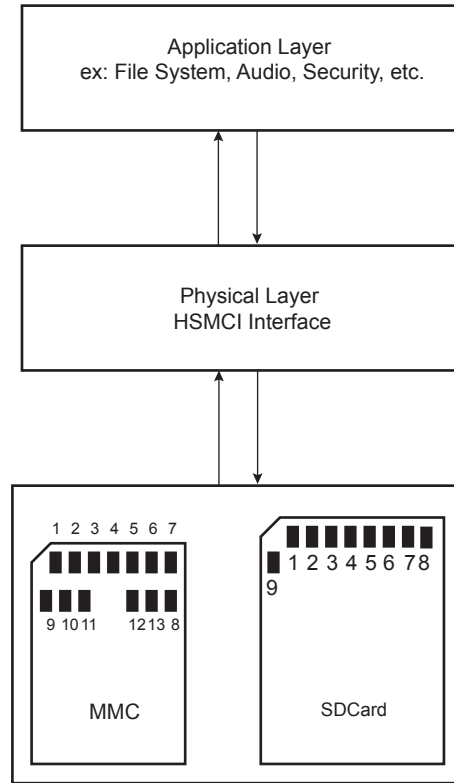 Application Layer
ex: File System, Audio, Security, etc.
Physical Layer
HSMCI Interface
1 2 3 4 5 6 7
9 10 11 12 13 8
MMC
1 2 3 4 5 6 7 8
9
SDCard